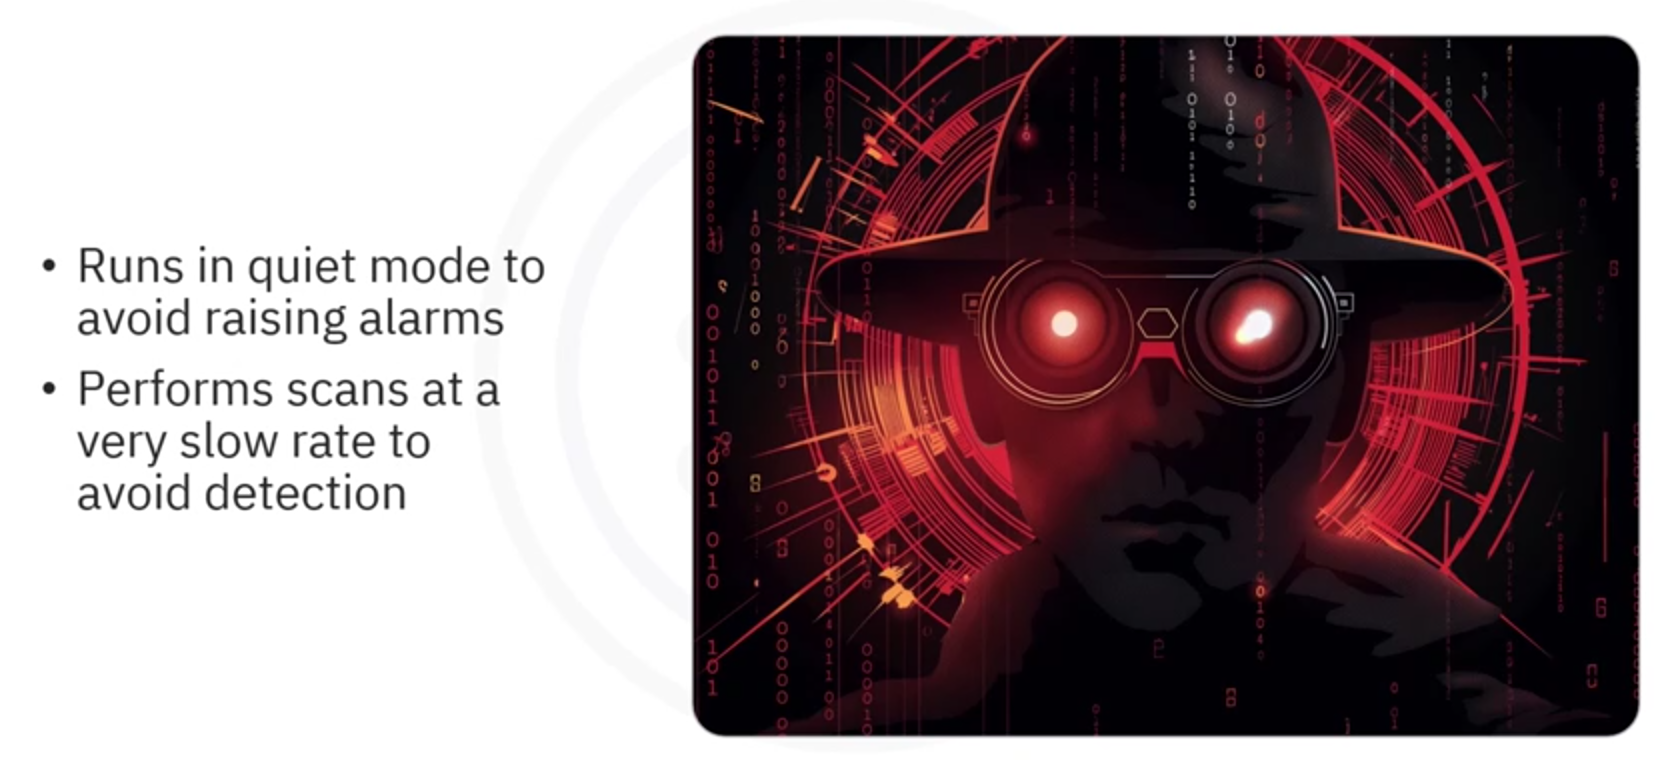 • Runs in quiet mode to
avoid raising alarms
• Performs scans at a
very slow rate to
avoid detection